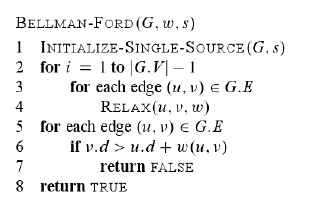 BELLMAN-FORD(G, w, s)
1 INITIALIZE-SINGLE-SOURCE(G, s)
2 for i = 1 to |G.V| − 1
3 for each edge (u, v) ∈ G.E
4 RELAX(u, v, w)
5 for each edge (u, v) ∈ G.E
6 if v.d > u.d + w(u, v)
7 return FALSE
8 return TRUE